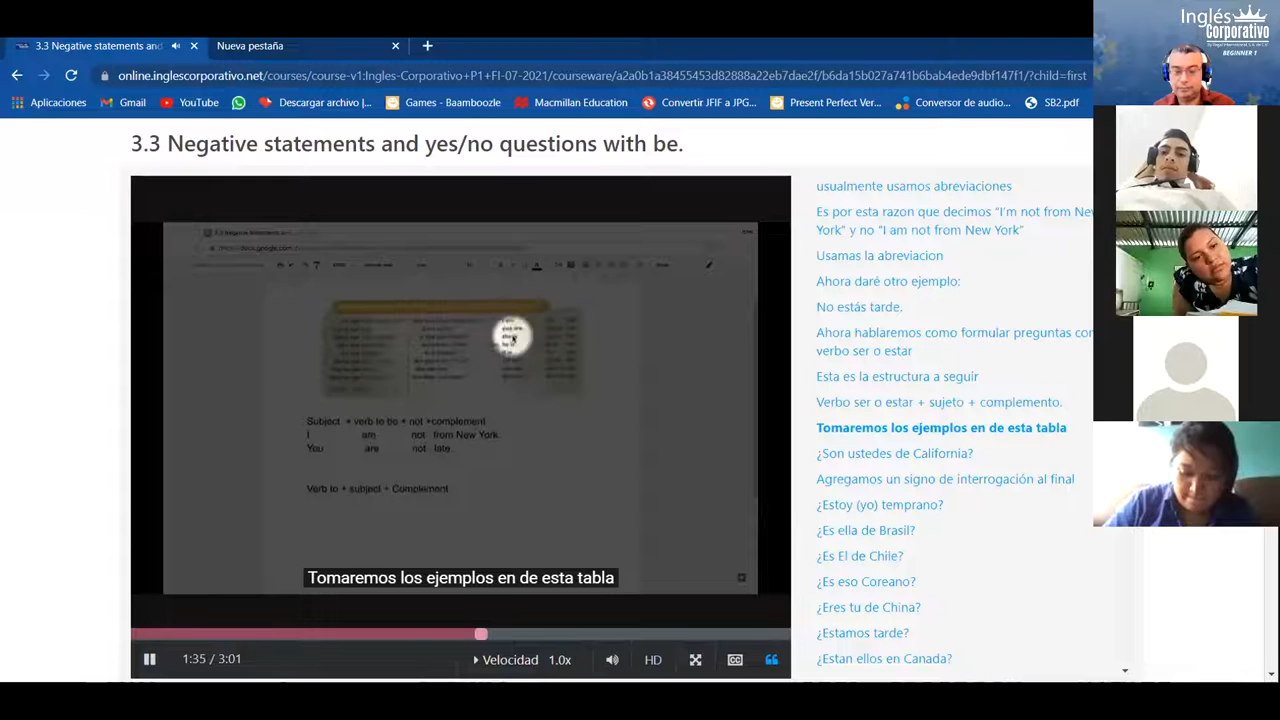 3.3 Negative statements and
Nueva pestaña
online.inglescorporativo.net/courses/course-v1:Ingles-Corporativo+P1+FI-07-2021/courseware/a2a0b1a38455453d82888a22eb7dae2f/b6da15b027a741b6bab4ede9dbf147f1/?child=first
Aplicaciones
Gmail
YouTube
Descargar archivo |...
Games - Baamboozle
Macmillan Education
Convertir JFIF a JPG...
Present Perfect Ver...
Conversor de audio...
SB2.pdf
Inglés
Corporativo
BEGINNER 1
3.3 Negative statements and yes/no questions with be.
Subject + verb to be + not +complement
I am not from New York.
You are not late.
Verb to + subject + Complement
Tomaremos los ejemplos en de esta tabla
1:35 / 3:01
Velocidad 1.0x
HD
usualmente usamos abreviaciones
Es por esta razon que decimos "I'm not from New
York" y no "I am not from New York"
Usamas la abreviacion
Ahora daré otro ejemplo:
No estás tarde.
Ahora hablaremos como formular preguntas con
verbo ser o estar
Esta es la estructura a seguir
Verbo ser o estar + sujeto + complemento.
Tomaremos los ejemplos en de esta tabla
¿Son ustedes de California?
Agregamos un signo de interrogación al final
¿Estoy (yo) temprano?
¿Es ella de Brasil?
¿Es El de Chile?
¿Es eso Coreano?
¿Eres tu de China?
¿Estamos tarde?
¿Estan ellos en Canada?